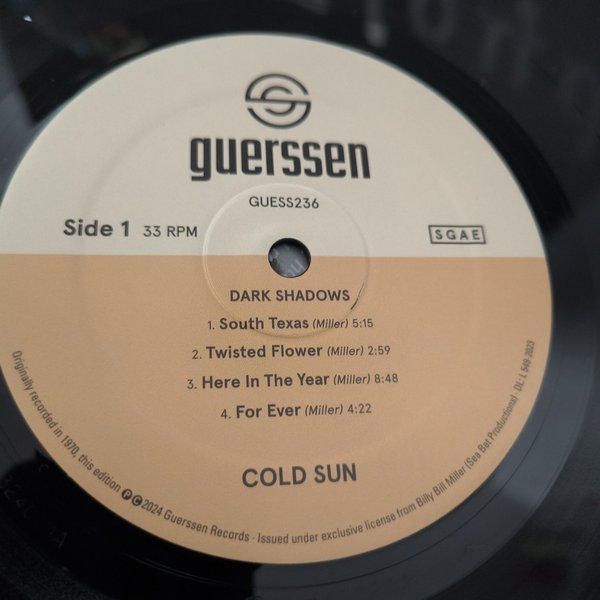 guerssen
GUESS236
Side 1 33 RPM
SGAE
DARK SHADOWS
1. South Texas (Miller) 5:15
2. Twisted Flower (Miller) 2:59
3. Here In The Year (Miller) 8:48
4. For Ever (Miller) 4:22
COLD SUN
Originally recorded in 1970, this edition ℗©2024 Guerssen Records · Issued under exclusive license from Billy Bill Miller (Sea Bat Productions) DL: L 549-2023